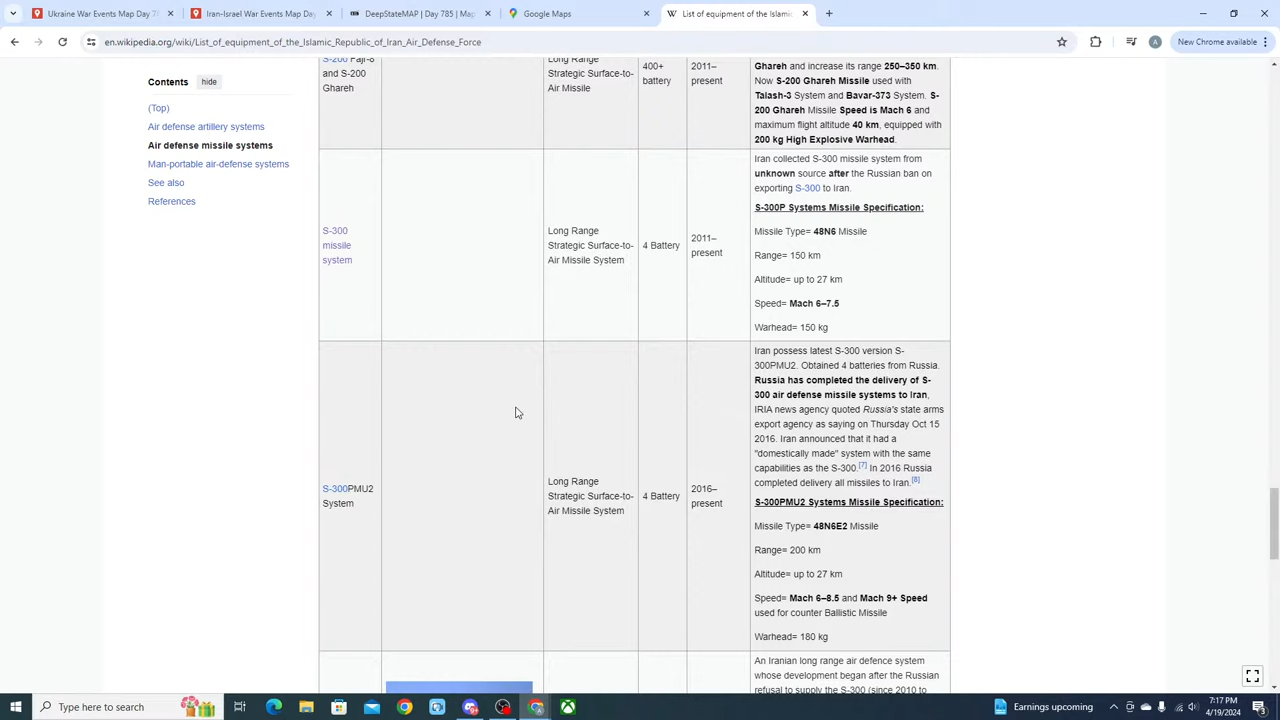 Ukraine War Events Map Day 7
Iran-Israel War Events Map Day
DeepStateMAP | Day 785 | Map
Google Maps
List of equipment of the Islamic
New Chrome available
en.wikipedia.org/wiki/List_of_equipment_of_the_Islamic_Republic_of_Iran_Air_Defense_Force
A
Contents hide
(Top)
Air defense artillery systems
Air defense missile systems
Man-portable air-defense systems
See also
References
S-200 Fajr-8
and S-200
Ghareh
Long Range
Strategic Surface-to-
Air Missile
400+
battery
2011–
present
Ghareh and increase its range 250–350 km.
Now S-200 Ghareh Missile used with
Talash-3 System and Bavar-373 System. S-
200 Ghareh Missile Speed is Mach 6 and
maximum flight altitude 40 km, equipped with
200 kg High Explosive Warhead.
S-300
missile
system
Long Range
Strategic Surface-to-
Air Missile System
4 Battery
2011–
present
Iran collected S-300 missile system from
unknown source after the Russian ban on
exporting S-300 to Iran.
S-300P Systems Missile Specification:
Missile Type= 48N6 Missile
Range= 150 km
Altitude= up to 27 km
Speed= Mach 6–7.5
Warhead= 150 kg
S-300PMU2
System
Long Range
Strategic Surface-to-
Air Missile System
4 Battery
2016–
present
Iran possess latest S-300 version S-
300PMU2. Obtained 4 batteries from Russia.
Russia has completed the delivery of S-
300 air defense missile systems to Iran,
IRIA news agency quoted Russia's state arms
export agency as saying on Thursday Oct 15
2016. Iran announced that it had a
"domestically made" system with the same
capabilities as the S-300.[7] In 2016 Russia
completed delivery all missiles to Iran.[8]
S-300PMU2 Systems Missile Specification:
Missile Type= 48N6E2 Missile
Range= 200 km
Altitude= up to 27 km
Speed= Mach 6–8.5 and Mach 9+ Speed
used for counter Ballistic Missile
Warhead= 180 kg
An Iranian long range air defence system
whose development began after the Russian
refusal to supply the S-300 (since 2010 to
Type here to search
Earnings upcoming
7:17 PM
4/19/2024